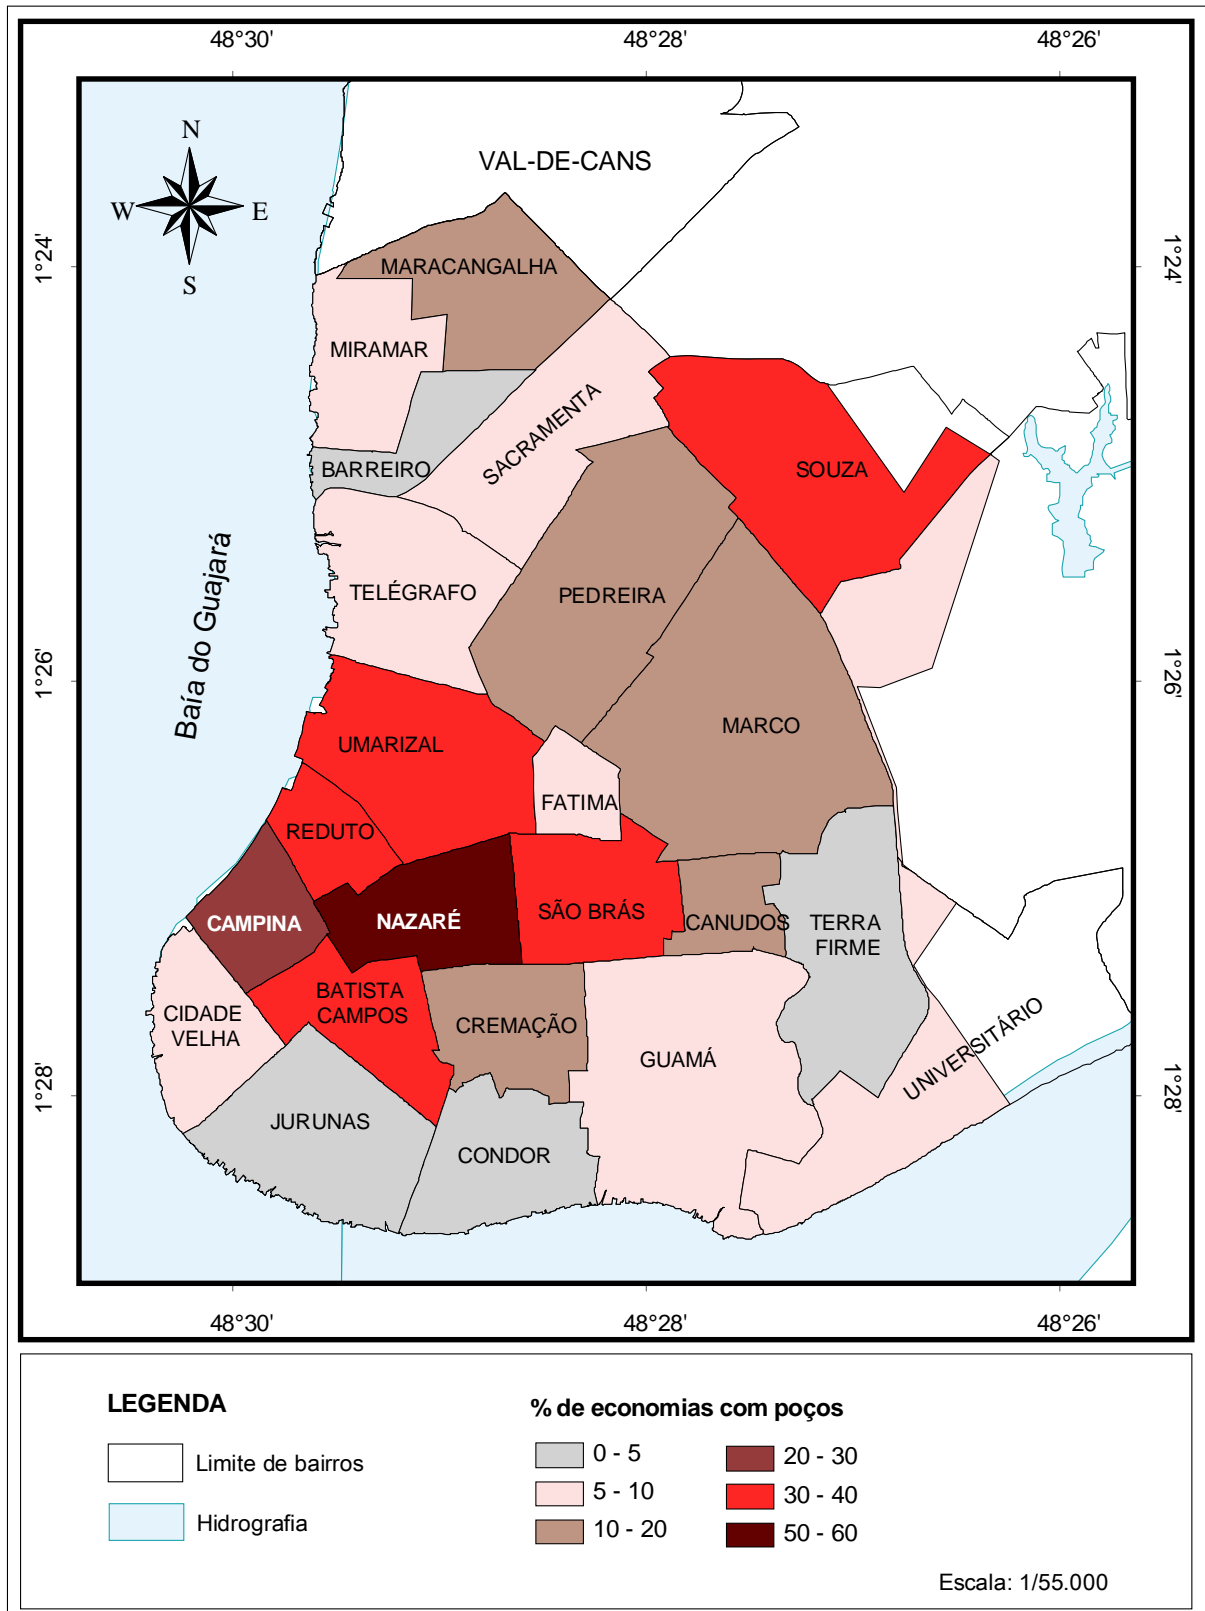 48°30'
48°28'
48°26'
N
W
E
S
VAL-DE-CANS
1°24'
1°24'
MARACANGALHA
MIRAMAR
SACRAMENTA
BARREIRO
SOUZA
TELÉGRAFO
PEDREIRA
Baía do Guajará
1°26'
1°26'
MARCO
UMARIZAL
FATIMA
REDUTO
CAMPINA
NAZARÉ
SÃO BRÁS
CANUDOS
TERRA
FIRME
BATISTA
CAMPOS
CIDADE
VELHA
CREMAÇÃO
GUAMÁ
UNIVERSITÁRIO
1°28'
1°28'
JURUNAS
CONDOR
48°30'
48°28'
48°26'
LEGENDA
Limite de bairros
Hidrografia
% de economias com poços
0 - 5
5 - 10
10 - 20
20 - 30
30 - 40
50 - 60
Escala: 1/55.000